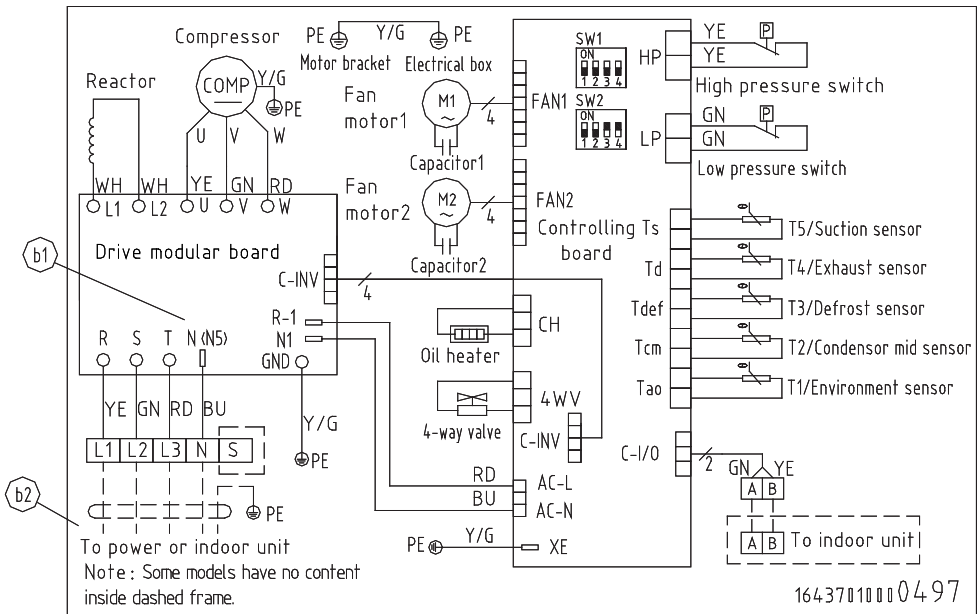 Compressor
Reactor
COMP
Y/G
PE
U
V
W
WH
WH
YE
GN
RD
L1
L2
U
V
W
Drive modular board
b1
C-INV
4
R-1
N1
GND
R
S
T
N (N5)
YE
GN
RD
BU
Y/G
PE
L1
L2
L3
N
S
b2
PE
To power or indoor unit
Note: Some models have no content
inside dashed frame.
PE
Y/G
PE
Motor bracket
Electrical box
Fan
motor1
M1
~
4
Capacitor1
FAN1
Fan
motor2
M2
~
4
Capacitor2
FAN2
SW1
ON
1 2 3 4
SW2
ON
1 2 3 4
Controlling
board
HP
YE
YE
P
High pressure switch
LP
GN
GN
P
Low pressure switch
Ts
T5/Suction sensor
Td
T4/Exhaust sensor
Tdef
T3/Defrost sensor
Tcm
T2/Condensor mid sensor
Tao
T1/Environment sensor
CH
Oil heater
4WV
4-way valve
C-INV
RD
AC-L
BU
AC-N
PE
Y/G
XE
C-I/O
2
GN
YE
A B
A B
To indoor unit
16437010000497